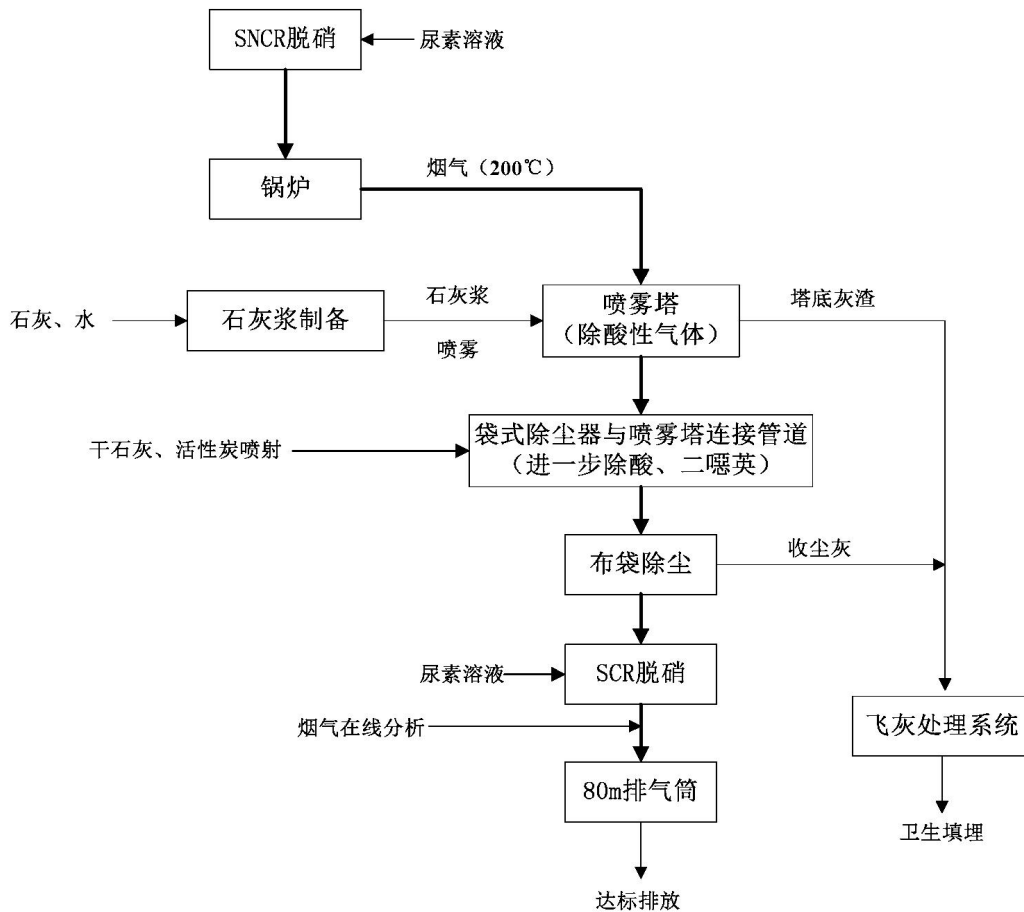 SNCR脱硝
尿素溶液
锅炉
烟气（200℃）
石灰、水
石灰浆制备
石灰浆
喷雾
喷雾塔
（除酸性气体）
塔底灰渣
干石灰、活性炭喷射
袋式除尘器与喷雾塔连接管道
（进一步除酸、二噁英）
布袋除尘
收尘灰
尿素溶液
SCR脱硝
烟气在线分析
飞灰处理系统
80m排气筒
卫生填埋
达标排放